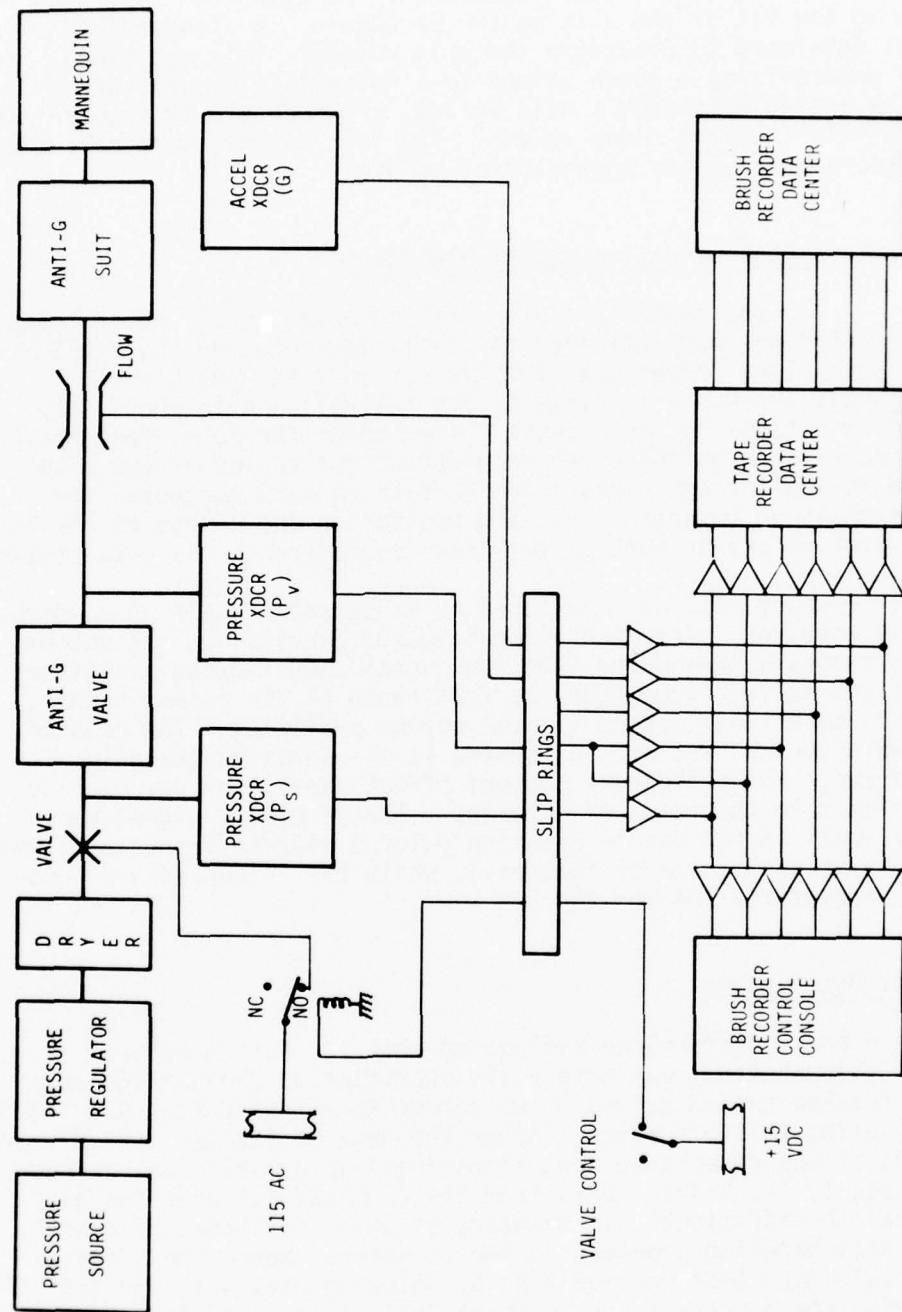 PRESSURE
SOURCE
PRESSURE
REGULATOR
D
R
Y
E
R
VALVE
ANTI-G
VALVE
FLOW
ANTI-G
SUIT
MANNEQUIN
PRESSURE
XDCR
(PS)
PRESSURE
XDCR
(PV)
ACCEL
XDCR
(G)
NC
NO
115 AC
SLIP RINGS
VALVE CONTROL
+15
VDC
BRUSH
RECORDER
CONTROL
CONSOLE
TAPE
RECORDER
DATA
CENTER
BRUSH
RECORDER
DATA
CENTER